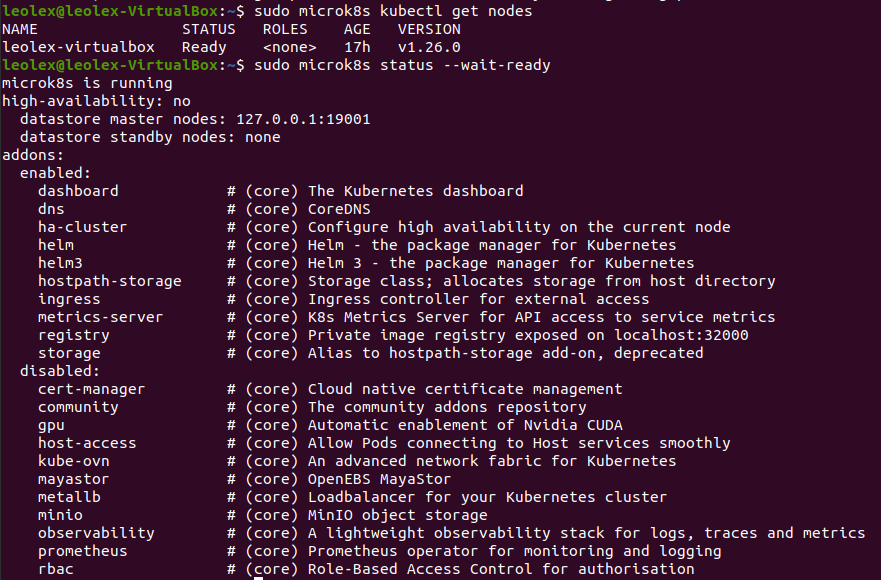 leolex@leolex-VirtualBox:~$ sudo microk8s kubectl get nodes
NAME                STATUS   ROLES    AGE   VERSION
leolex-virtualbox   Ready    <none>   17h   v1.26.0
leolex@leolex-VirtualBox:~$ sudo microk8s status --wait-ready
microk8s is running
high-availability: no
  datastore master nodes: 127.0.0.1:19001
  datastore standby nodes: none
addons:
  enabled:
    dashboard            # (core) The Kubernetes dashboard
    dns                  # (core) CoreDNS
    ha-cluster           # (core) Configure high availability on the current node
    helm                 # (core) Helm - the package manager for Kubernetes
    helm3                # (core) Helm 3 - the package manager for Kubernetes
    hostpath-storage     # (core) Storage class; allocates storage from host directory
    ingress              # (core) Ingress controller for external access
    metrics-server       # (core) K8s Metrics Server for API access to service metrics
    registry             # (core) Private image registry exposed on localhost:32000
    storage              # (core) Alias to hostpath-storage add-on, deprecated
  disabled:
    cert-manager         # (core) Cloud native certificate management
    community            # (core) The community addons repository
    gpu                  # (core) Automatic enablement of Nvidia CUDA
    host-access          # (core) Allow Pods connecting to Host services smoothly
    kube-ovn             # (core) An advanced network fabric for Kubernetes
    mayastor             # (core) OpenEBS MayaStor
    metallb              # (core) Loadbalancer for your Kubernetes cluster
    minio                # (core) MinIO object storage
    observability        # (core) A lightweight observability stack for logs, traces and metrics
    prometheus           # (core) Prometheus operator for monitoring and logging
    rbac                 # (core) Role-Based Access Control for authorisation